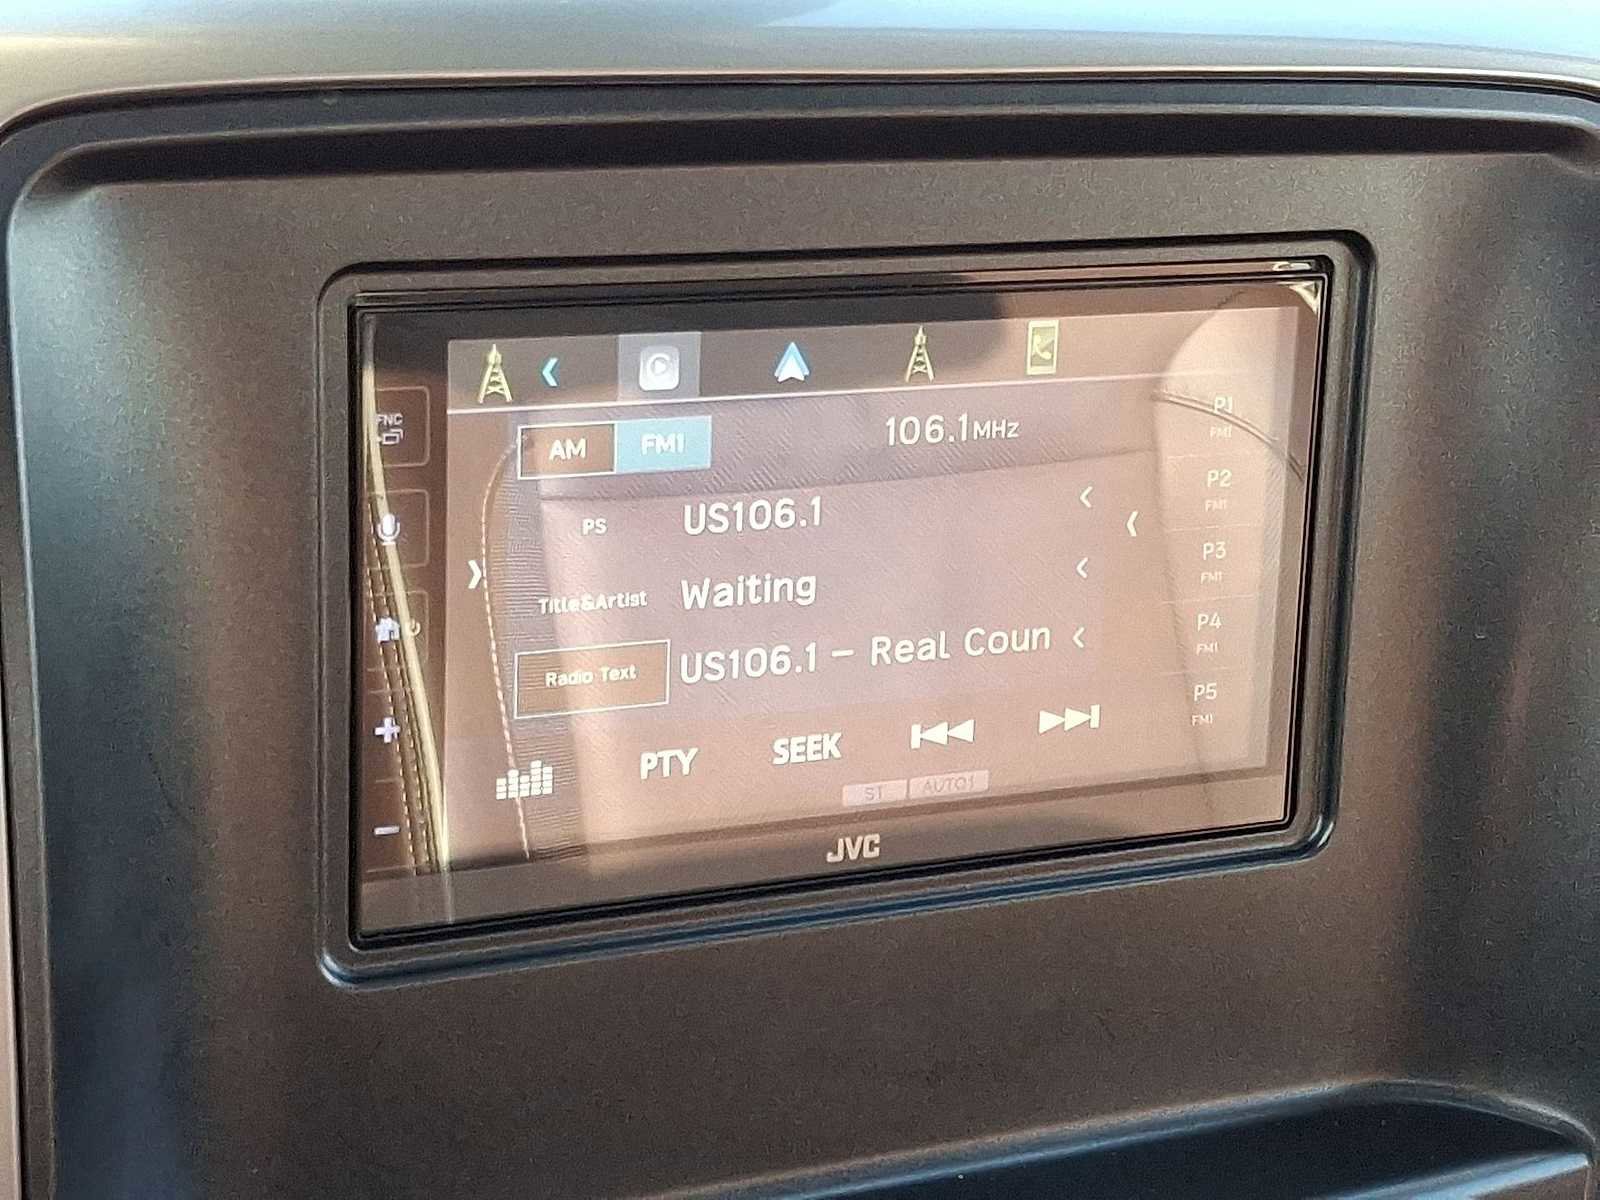 FNC
AM FM1 106.1MHz
PS US106.1
Title&Artist Waiting
Radio Text US106.1 - Real Coun
PTY SEEK
ST AUTO1
P1
FM1
P2
FM1
P3
FM1
P4
FM1
P5
FM1
JVC